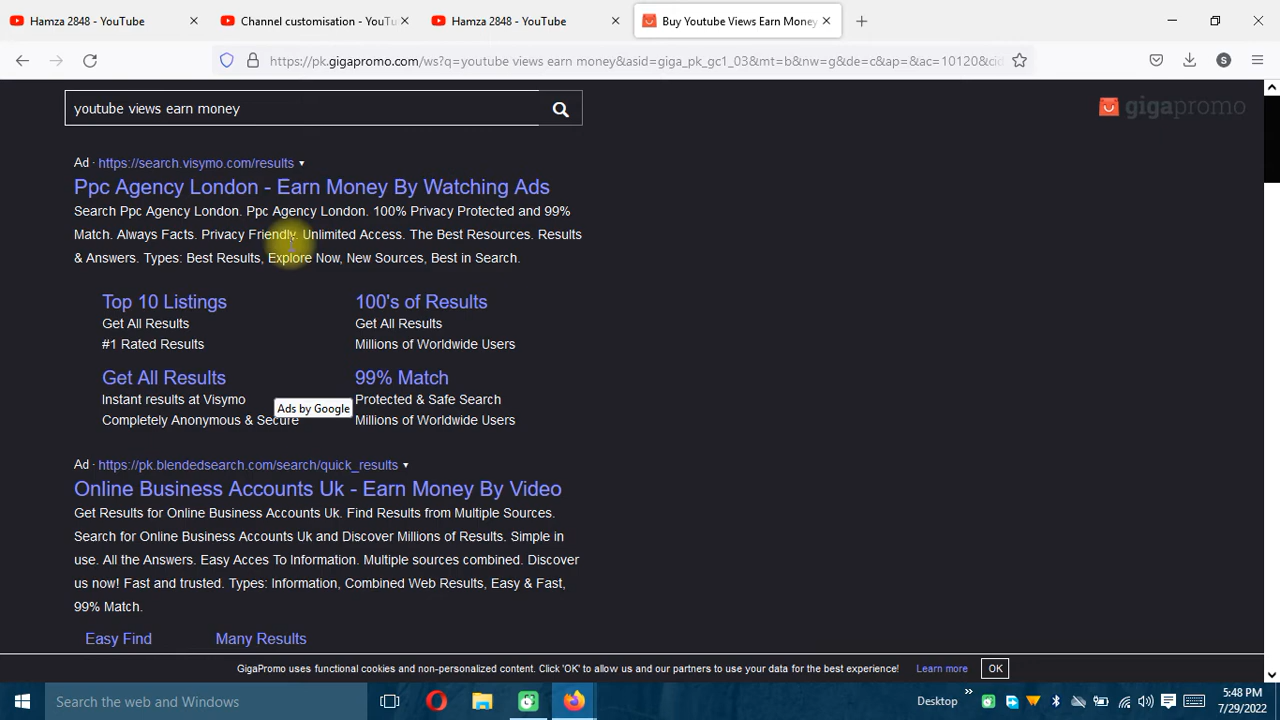 Hamza 2848 - YouTube
Channel customisation - YouTu
Hamza 2848 - YouTube
Buy Youtube Views Earn Money
https://pk.gigapromo.com/ws?q=youtube views earn money&asid=giga_pk_gc1_03&mt=b&nw=g&de=c&ap=&ac=10120&cid
S
youtube views earn money
gigapromo
Ad · https://search.visymo.com/results
Ppc Agency London - Earn Money By Watching Ads
Search Ppc Agency London. Ppc Agency London. 100% Privacy Protected and 99%
Match. Always Facts. Privacy Friendly. Unlimited Access. The Best Resources. Results
& Answers. Types: Best Results, Explore Now, New Sources, Best in Search.
Top 10 Listings
Get All Results
#1 Rated Results
100's of Results
Get All Results
Millions of Worldwide Users
Get All Results
Instant results at Visymo
Completely Anonymous & Secure
99% Match
Protected & Safe Search
Millions of Worldwide Users
Ads by Google
Ad · https://pk.blendedsearch.com/search/quick_results
Online Business Accounts Uk - Earn Money By Video
Get Results for Online Business Accounts Uk. Find Results from Multiple Sources.
Search for Online Business Accounts Uk and Discover Millions of Results. Simple in
use. All the Answers. Easy Acces To Information. Multiple sources combined. Discover
us now! Fast and trusted. Types: Information, Combined Web Results, Easy & Fast,
99% Match.
Easy Find
Many Results
GigaPromo uses functional cookies and non-personalized content. Click 'OK' to allow us and our partners to use your data for the best experience!
Learn more
OK
Search the web and Windows
Desktop
5:48 PM
7/29/2022